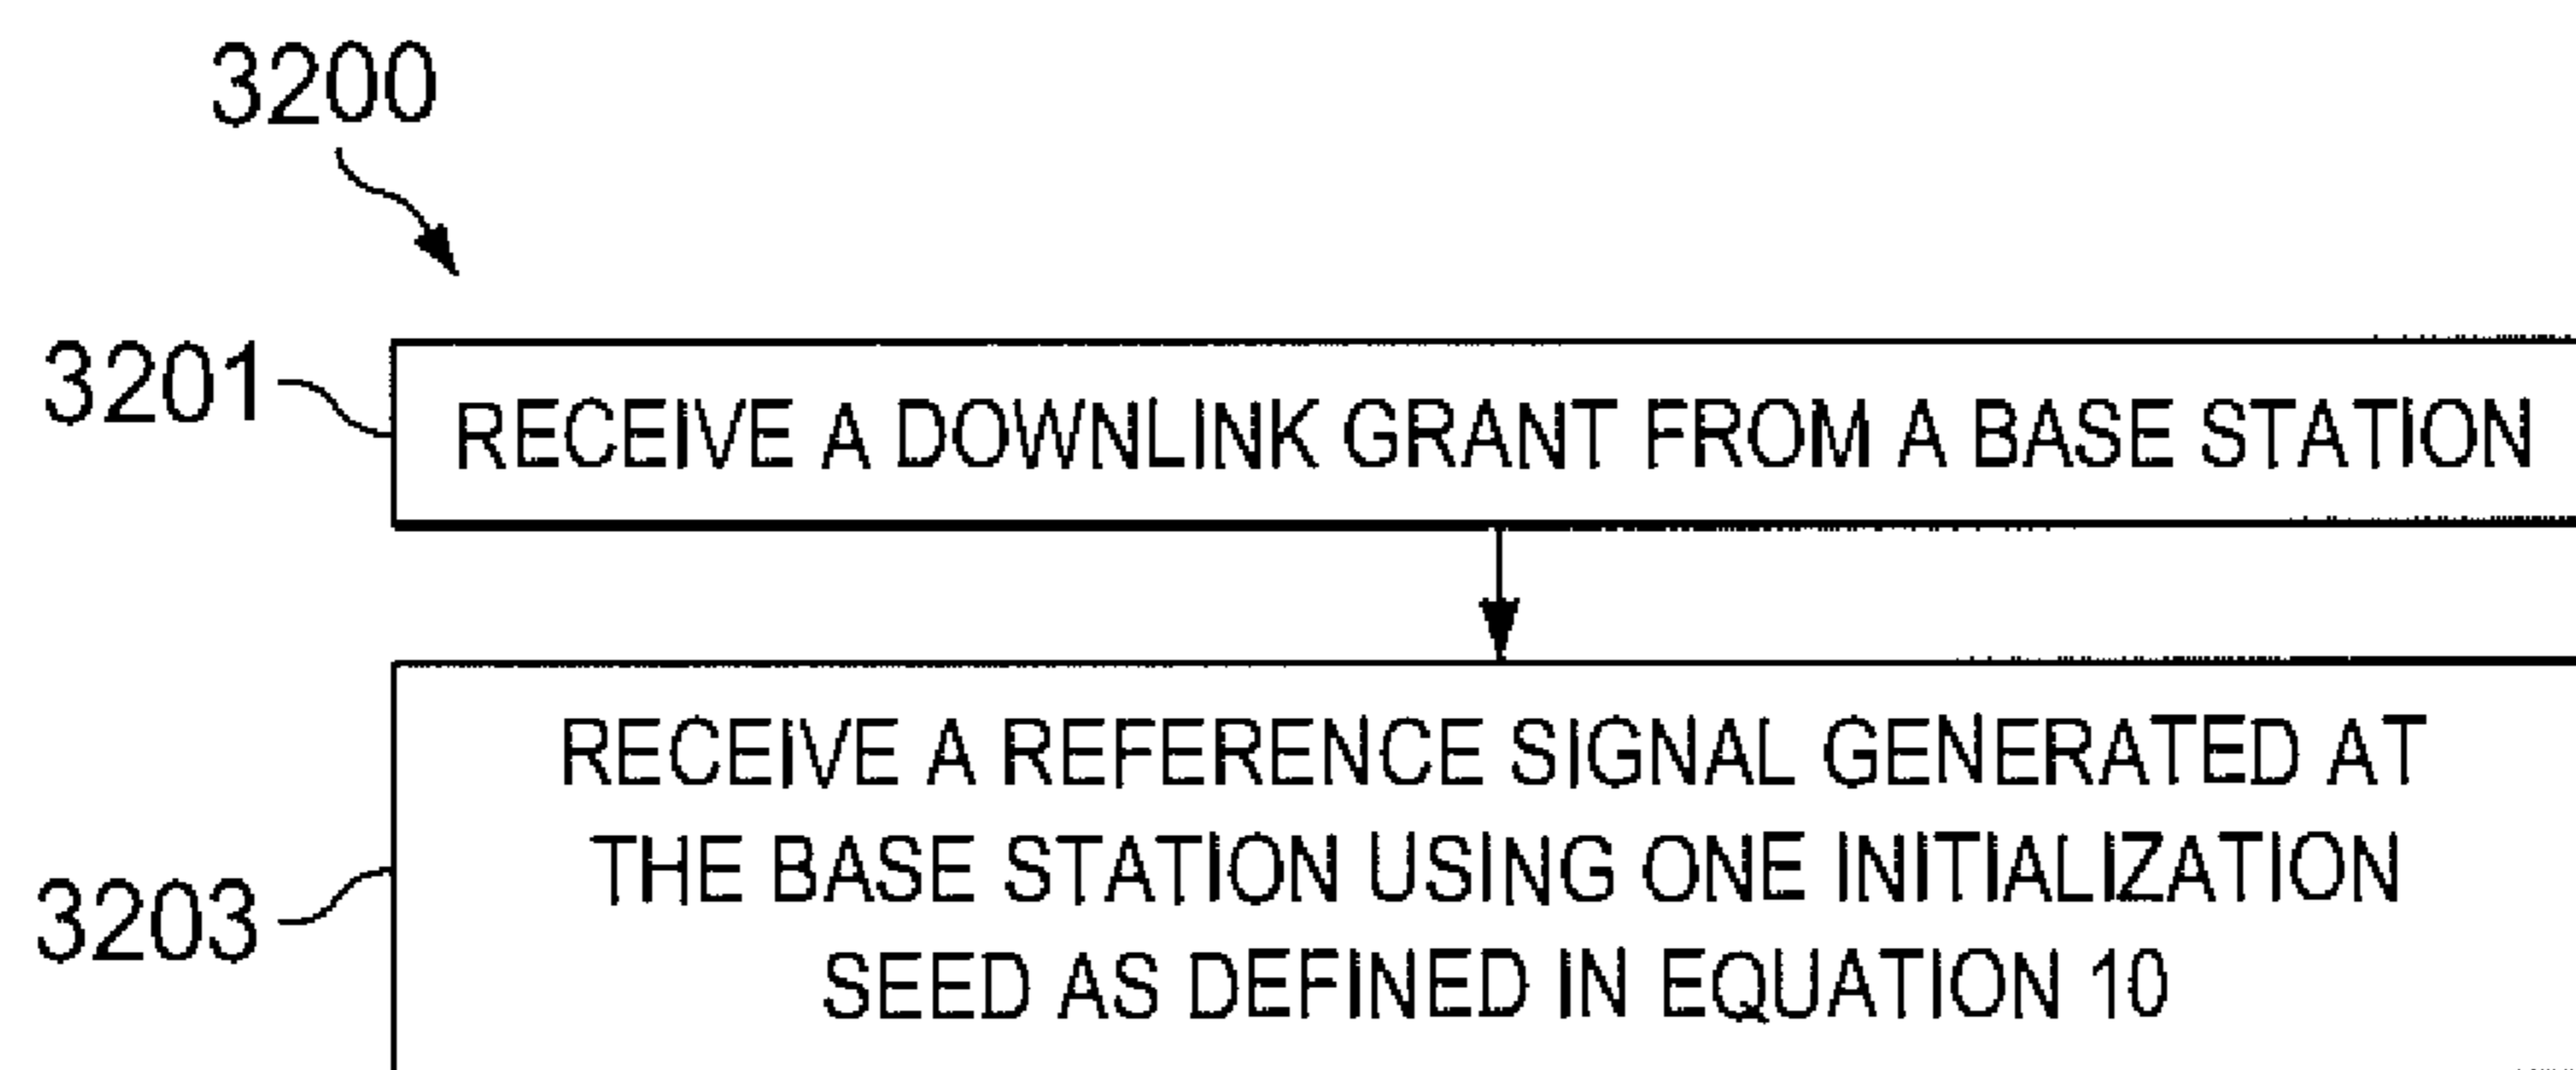 3200
3201
RECEIVE A DOWNLINK GRANT FROM A BASE STATION
RECEIVE A REFERENCE SIGNAL GENERATED AT
THE BASE STATION USING ONE INITIALIZATION
3203
SEED AS DEFINED IN EQUATION 10